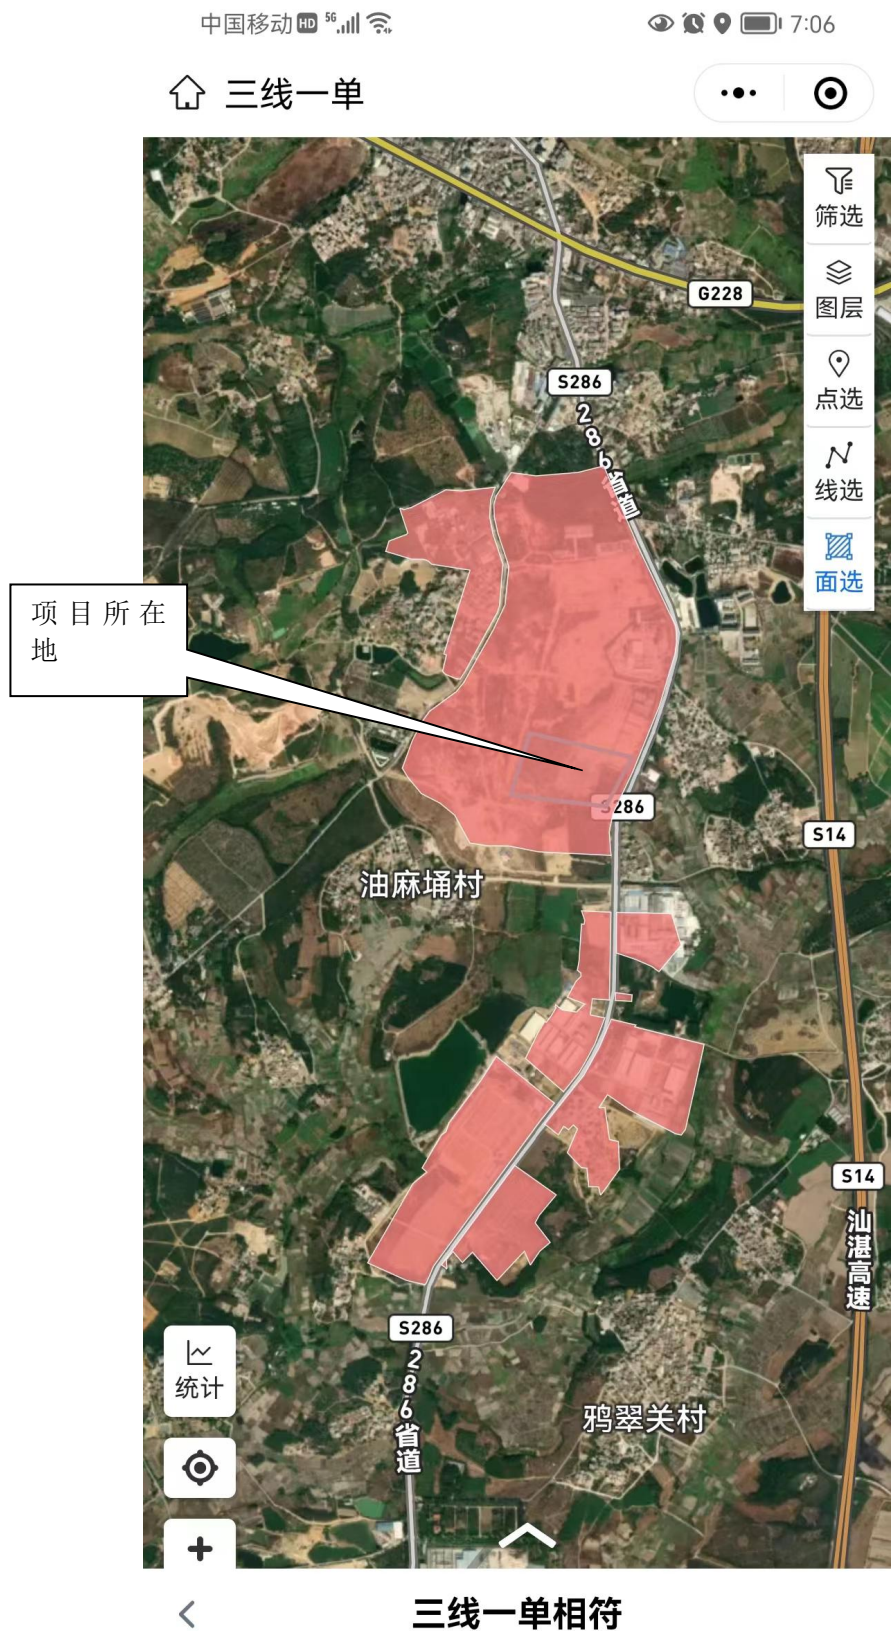 中国移动 HD 5G 7:06
三线一单
筛选
G228
图层
S286
点选
286省道
线选
面选
项目所在
地
S286
S14
油麻埇村
S14
汕湛高速
S286
统计
286省道
鸦翠关村
三线一单相符